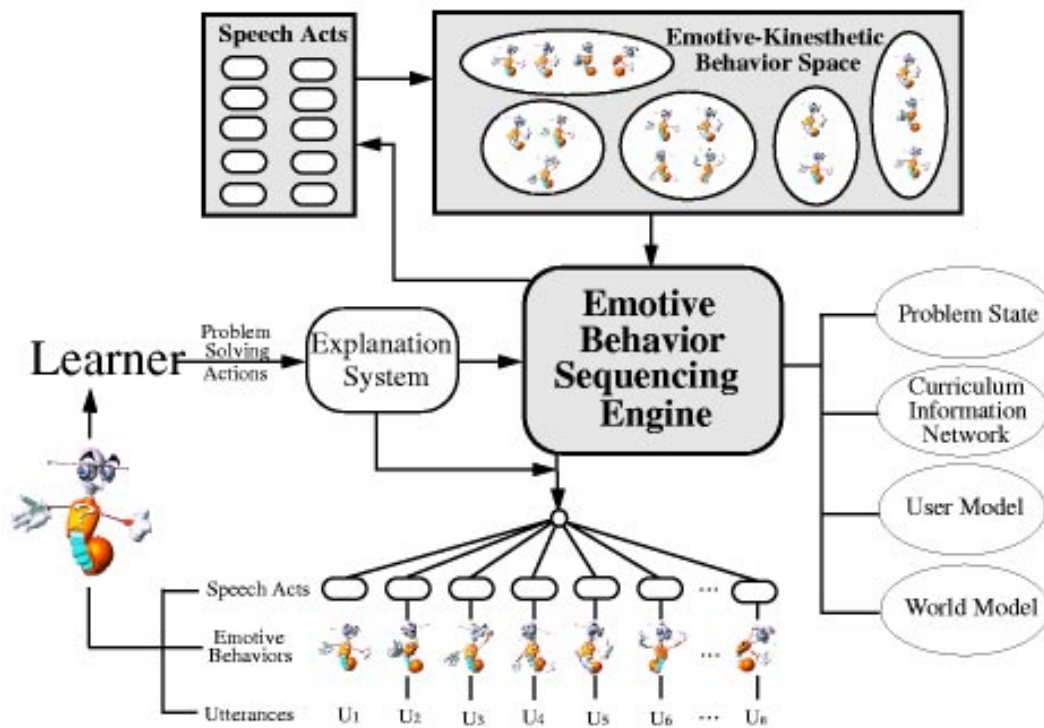 Speech Acts
Emotive-Kinesthetic
Behavior Space
Emotive
Behavior
Sequencing
Engine
Learner
Problem
Solving
Actions
Explanation
System
Problem State
Curriculum
Information
Network
User Model
World Model
Speech Acts
...
Emotive
Behaviors
...
Utterances
U1
U2
U3
U4
U5
U6
...
Un